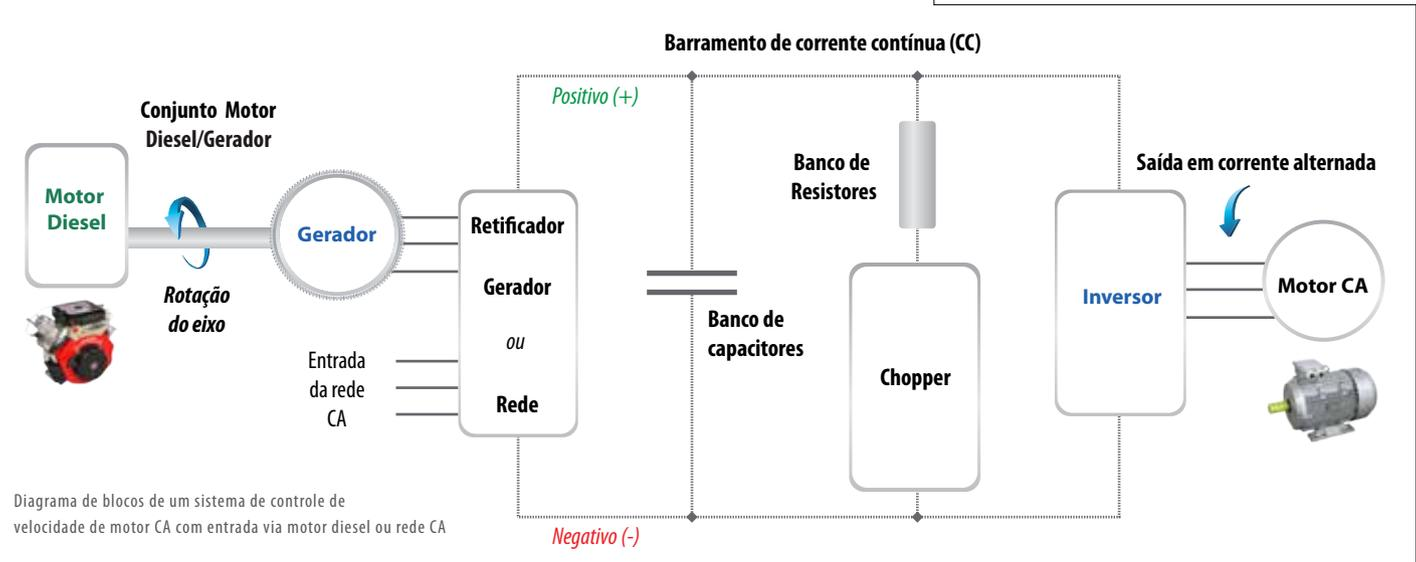 Barramento de corrente contínua (CC)
Positivo (+)
Conjunto Motor
Diesel/Gerador
Motor
Diesel
Rotação
do eixo
Gerador
Retificador
Gerador
ou
Rede
Entrada
da rede
CA
Banco de
capacitores
Banco de
Resistores
Chopper
Saída em corrente alternada
Inversor
Motor CA
Negativo (-)
Diagrama de blocos de um sistema de controle de
velocidade de motor CA com entrada via motor diesel ou rede CA